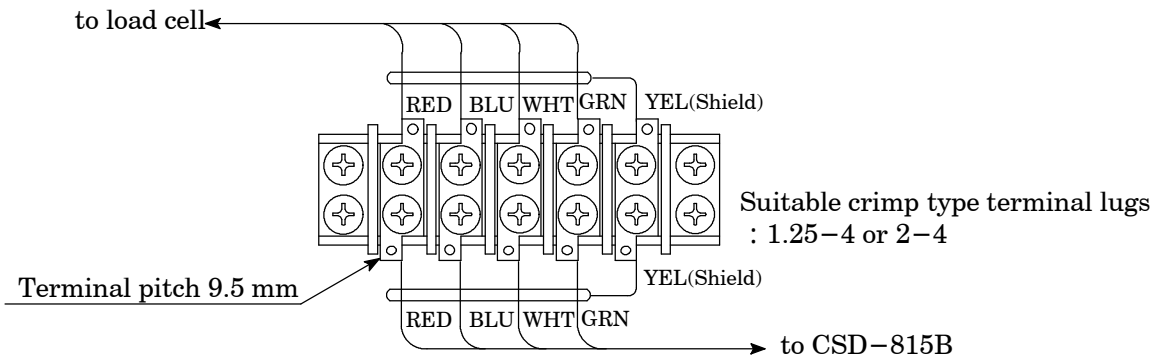 to load cell
RED BLU WHT GRN YEL(Shield)
Suitable crimp type terminal lugs
: 1.25−4 or 2−4
YEL(Shield)
Terminal pitch 9.5 mm
RED BLU WHT GRN
to CSD−815B